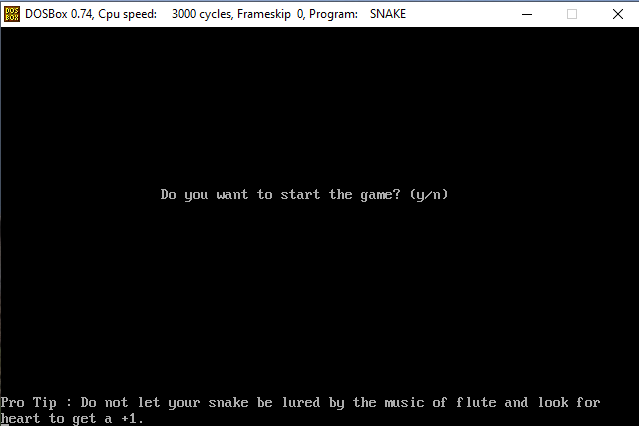 DOSBox 0.74, Cpu speed: 3000 cycles, Frameskip 0, Program: SNAKE
Do you want to start the game? (y/n)
Pro Tip : Do not let your snake be lured by the music of flute and look for
heart to get a +1.